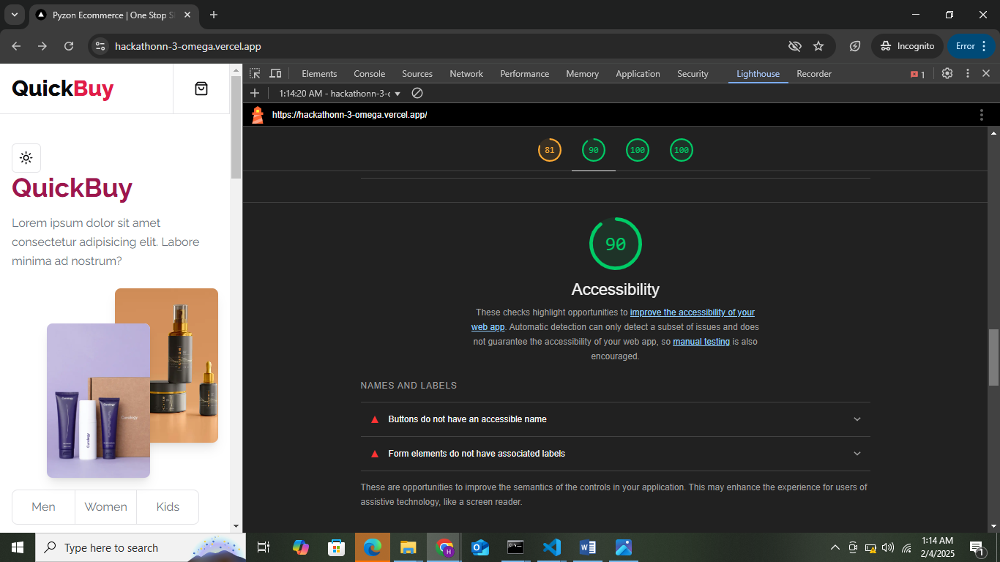 Pyzon Ecommerce | One Stop S
hackathonn-3-omega.vercel.app
Incognito
Error
QuickBuy
QuickBuy
Lorem ipsum dolor sit amet
consectetur adipisicing elit. Labore
minima ad nostrum?
Curology
Curology
Curology
Curology
Men
Women
Kids
Elements
Console
Sources
Network
Performance
Memory
Application
Security
Lighthouse
Recorder
1
1:14:20 AM - hackathonn-3-c
https://hackathonn-3-omega.vercel.app/
81
90
100
100
90
Accessibility
These checks highlight opportunities to improve the accessibility of your
web app. Automatic detection can only detect a subset of issues and does
not guarantee the accessibility of your web app, so manual testing is also
encouraged.
NAMES AND LABELS
Buttons do not have an accessible name
Form elements do not have associated labels
These are opportunities to improve the semantics of the controls in your application. This may enhance the experience for users of
assistive technology, like a screen reader.
Type here to search
H
1:14 AM
2/4/2025
1